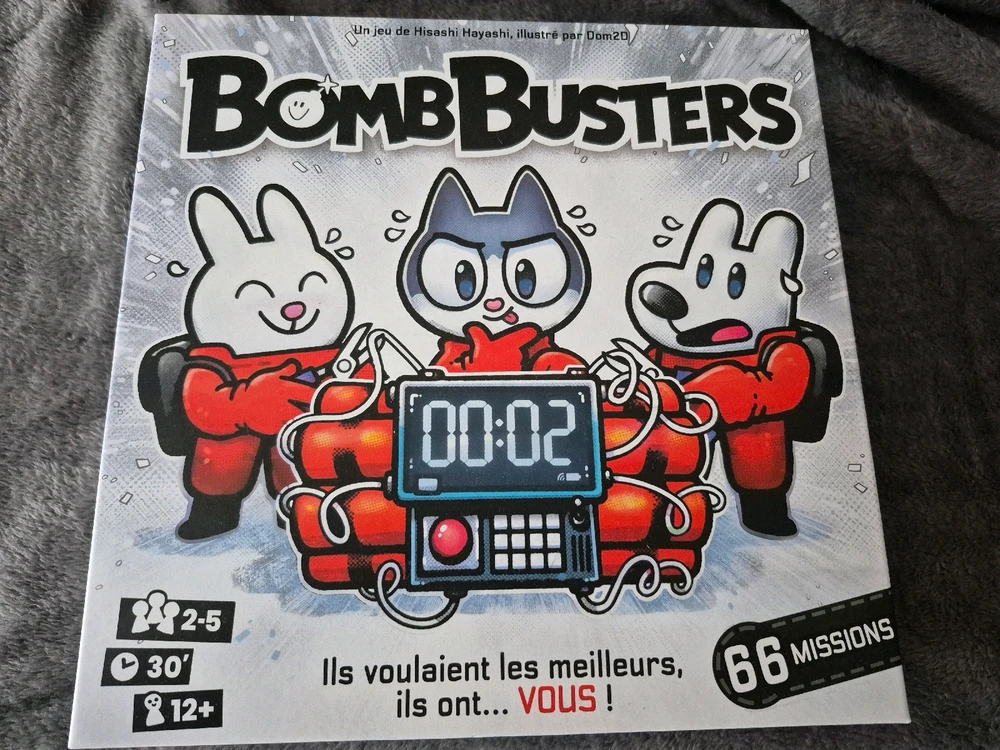 Un jeu de Hisashi Hayashi, illustré par Dom2D
BOMB BUSTERS
00:02
2-5
30'
12+
Ils voulaient les meilleurs,
ils ont... VOUS !
66 MISSIONS